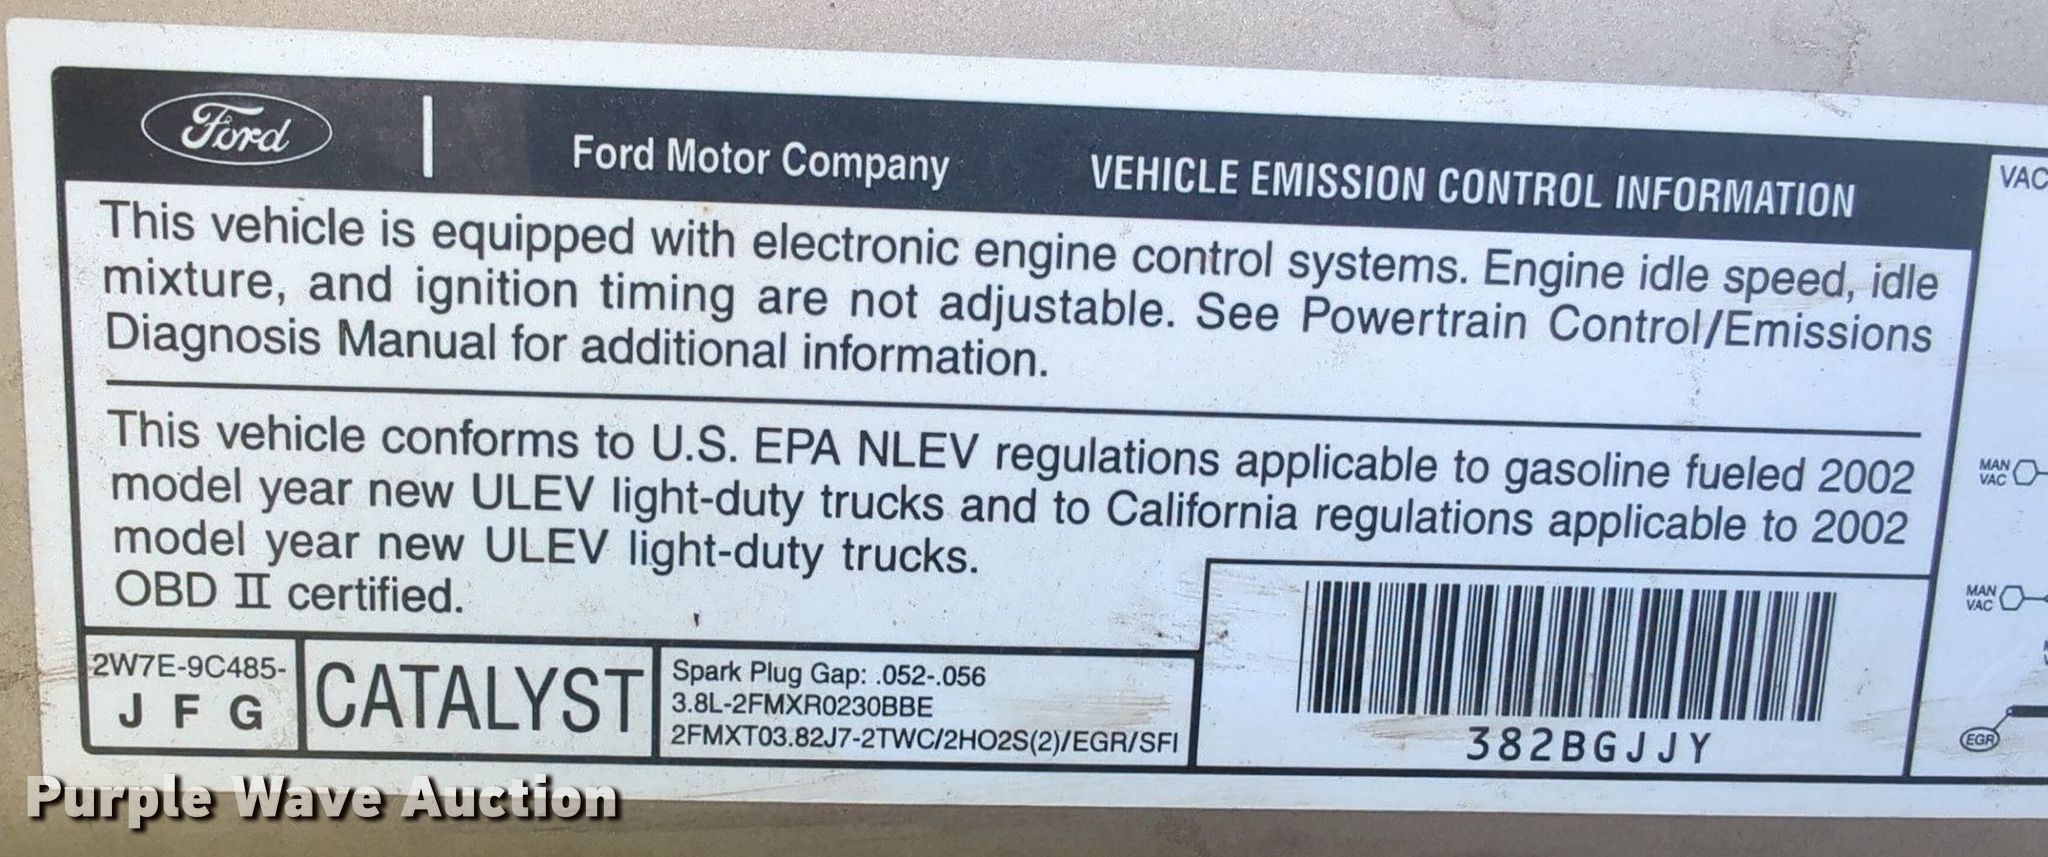 Ford
Ford Motor Company
VEHICLE EMISSION CONTROL INFORMATION
This vehicle is equipped with electronic engine control systems. Engine idle speed, idle
mixture, and ignition timing are not adjustable. See Powertrain Control/Emissions
Diagnosis Manual for additional information.
This vehicle conforms to U.S. EPA NLEV regulations applicable to gasoline fueled 2002
model year new ULEV light-duty trucks and to California regulations applicable to 2002
model year new ULEV light-duty trucks.
OBD II certified.
2W7E-9C485-
J F G
CATALYST
Spark Plug Gap: .052-.056
3.8L-2FMXR0230BBE
2FMXT03.82J7-2TWC/2HO2S(2)/EGR/SFI
382BGJJY
VAC
MAN
VAC
MAN
VAC
EGR
Purple Wave Auction